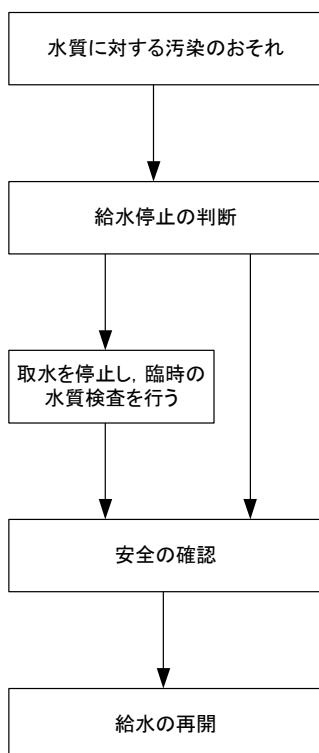 水質に対する汚染のおそれ
給水停止の判断
取水を停止し，臨時の
水質検査を行う
安全の確認
給水の再開